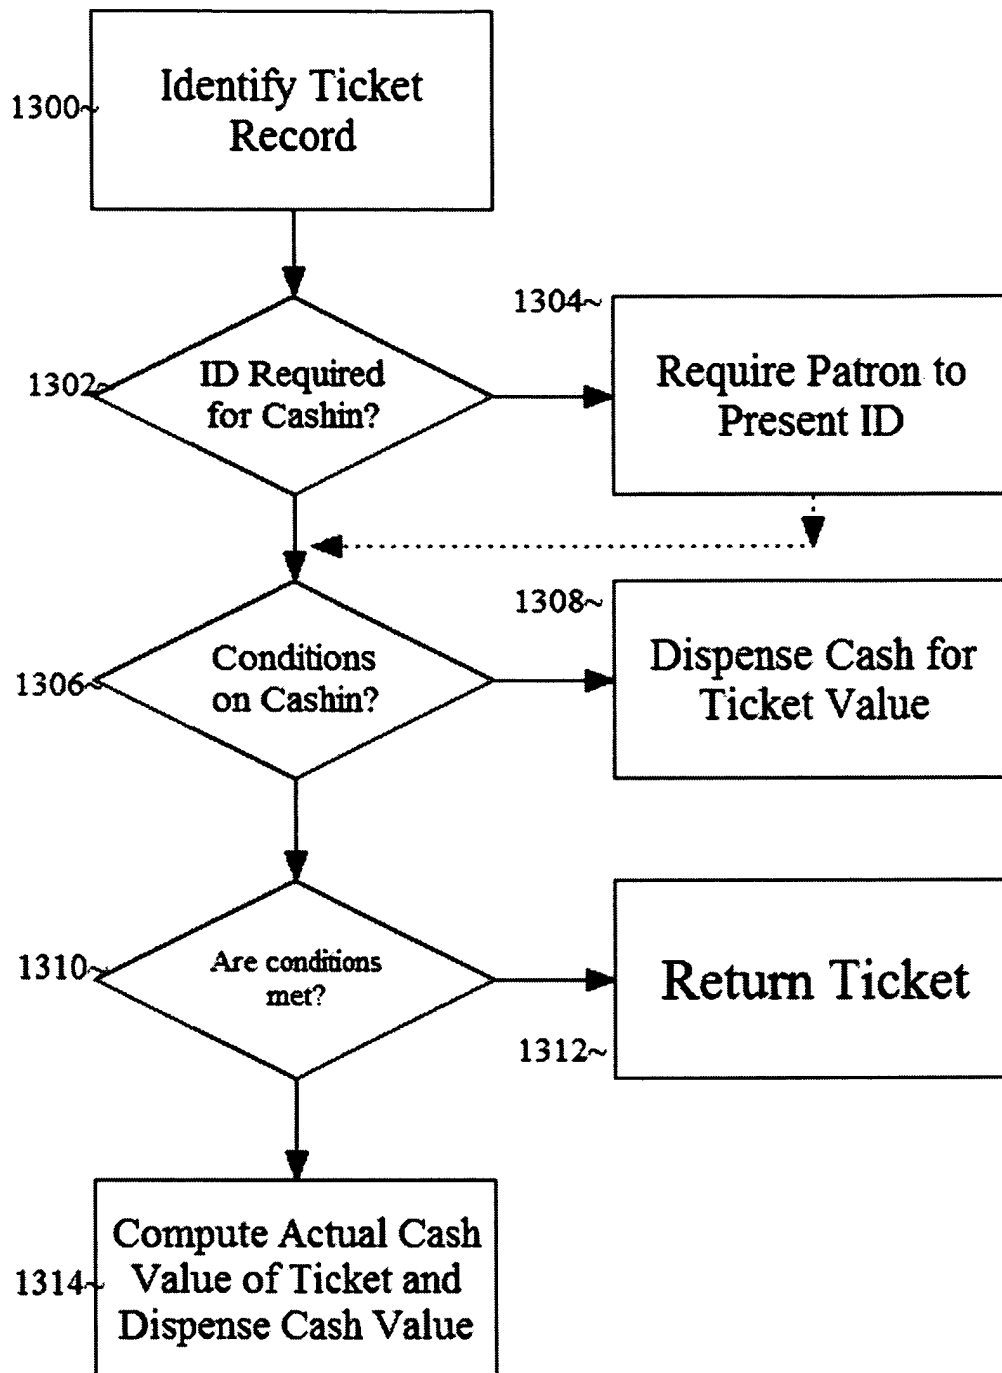 Identify Ticket
Record
1300~
1304~
ID Required
for Cashin?
1302~
Require Patron to
Present ID
1308~
Conditions
on Cashin?
1306~
Dispense Cash for
Ticket Value
Are conditions
met?
1310~
Return Ticket
1312~
Compute Actual Cash
Value of Ticket and
Dispense Cash Value
1314~